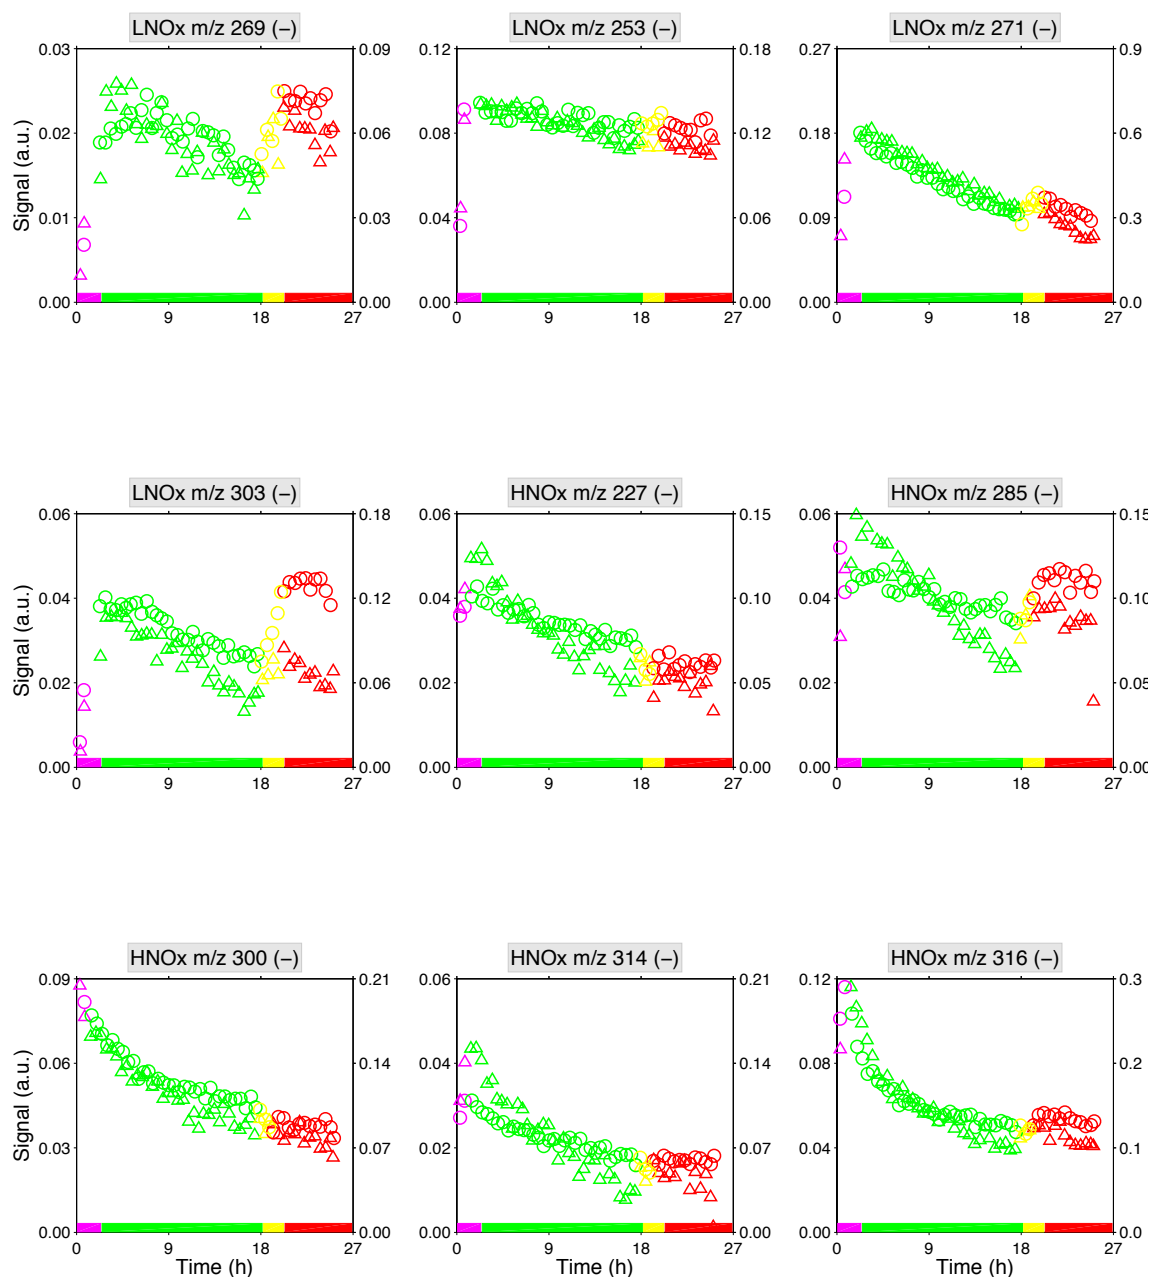 LNOx m/z 269 (−) LNOx m/z 253 (−) LNOx m/z 271 (−)
0.03 0.09 0.12 0.18 0.27 0.9
0.02 0.06 0.08 0.12 0.18 0.6
Signal (a.u.)
0.01 0.03 0.04 0.06 0.09 0.3
0.00 0.00 0.00 0.00 0.00 0.0
0 9 18 27 0 9 18 27 0 9 18 27
LNOx m/z 303 (−) HNOx m/z 227 (−) HNOx m/z 285 (−)
0.06 0.18 0.06 0.15 0.06 0.15
0.04 0.12 0.04 0.10 0.04 0.10
Signal (a.u.)
0.02 0.06 0.02 0.05 0.02 0.05
0.00 0.00 0.00 0.00 0.00 0.00
0 9 18 27 0 9 18 27 0 9 18 27
HNOx m/z 300 (−) HNOx m/z 314 (−) HNOx m/z 316 (−)
0.09 0.21 0.06 0.21 0.12 0.3
0.06 0.14 0.04 0.14 0.08 0.2
Signal (a.u.)
0.03 0.07 0.02 0.07 0.04 0.1
0.00 0.00 0.00 0.00 0.00 0.0
0 9 18 27 0 9 18 27 0 9 18 27
Time (h) Time (h) Time (h)